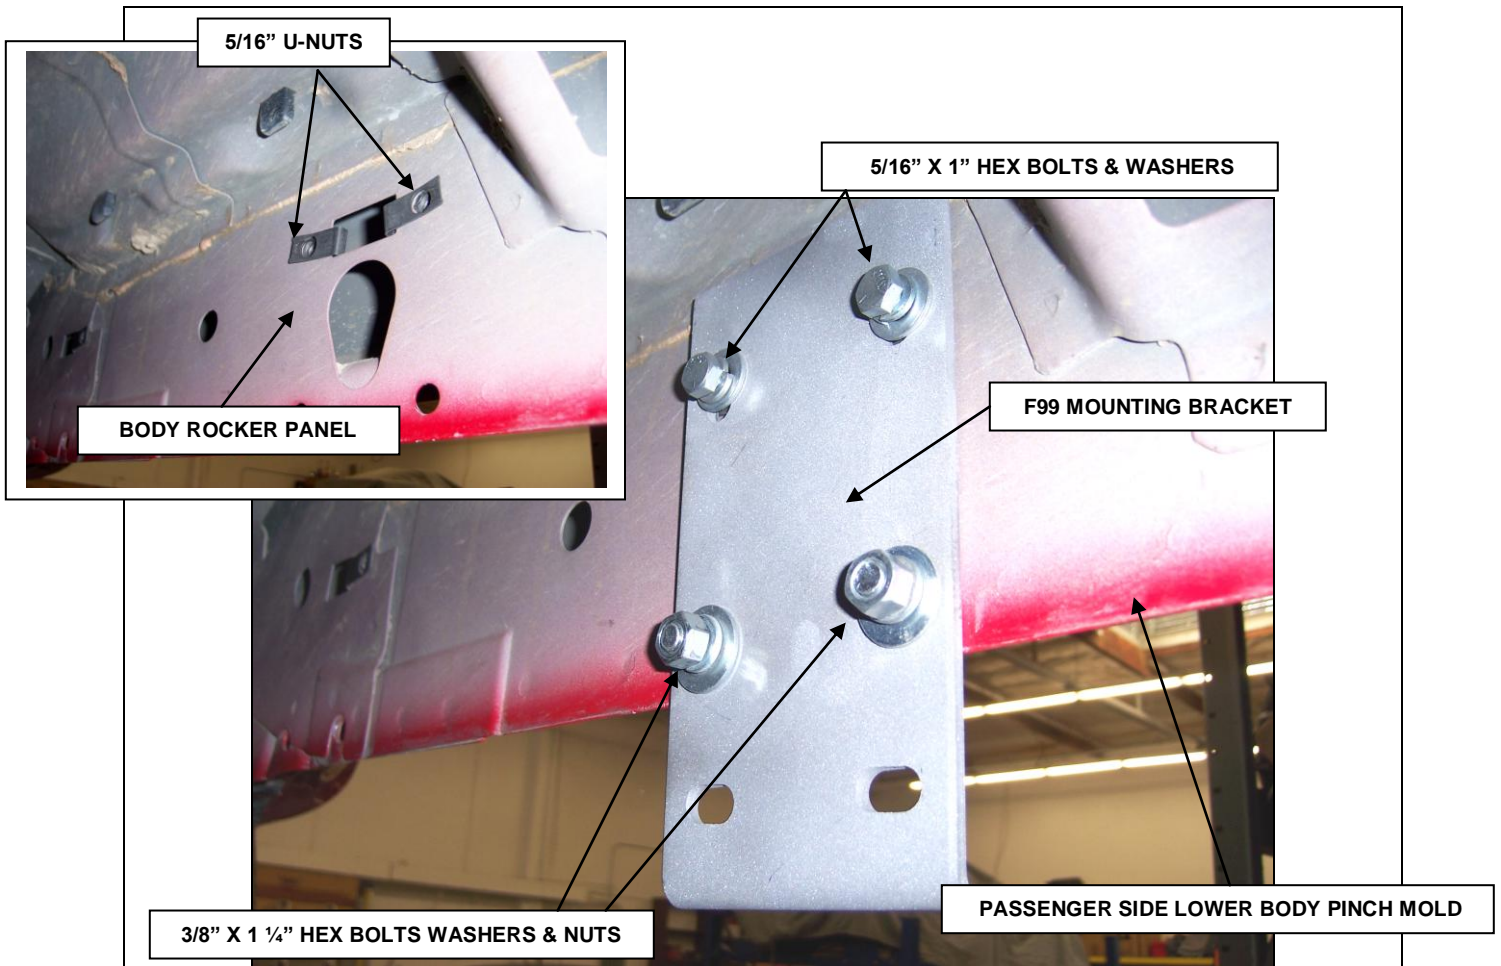 5/16” U-NUTS
5/16” X 1” HEX BOLTS & WASHERS
F99 MOUNTING BRACKET
BODY ROCKER PANEL
PASSENGER SIDE LOWER BODY PINCH MOLD
3/8” X 1 ¼” HEX BOLTS WASHERS & NUTS